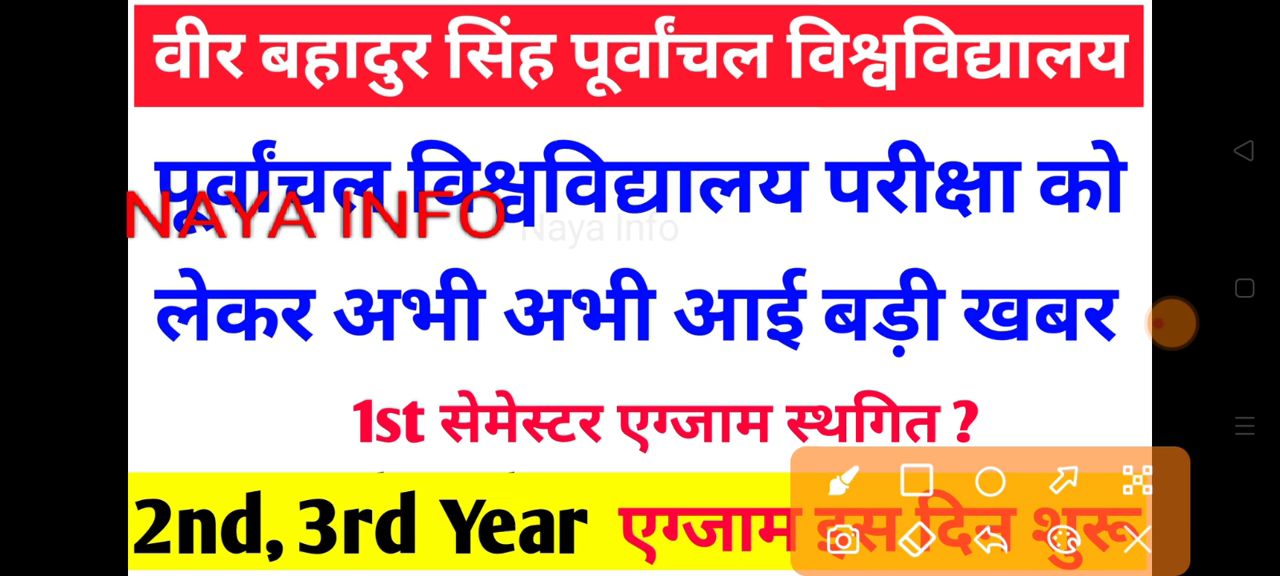 वीर बहादुर सिंह पूर्वांचल विश्वविद्यालय
पूर्वांचल विश्वविद्यालय परीक्षा को
NAYA INFO
Naya Info
लेकर अभी अभी आई बड़ी खबर
1st सेमेस्टर एग्जाम स्थगित ?
2nd, 3rd Year एग्जाम इस दिन शुरू